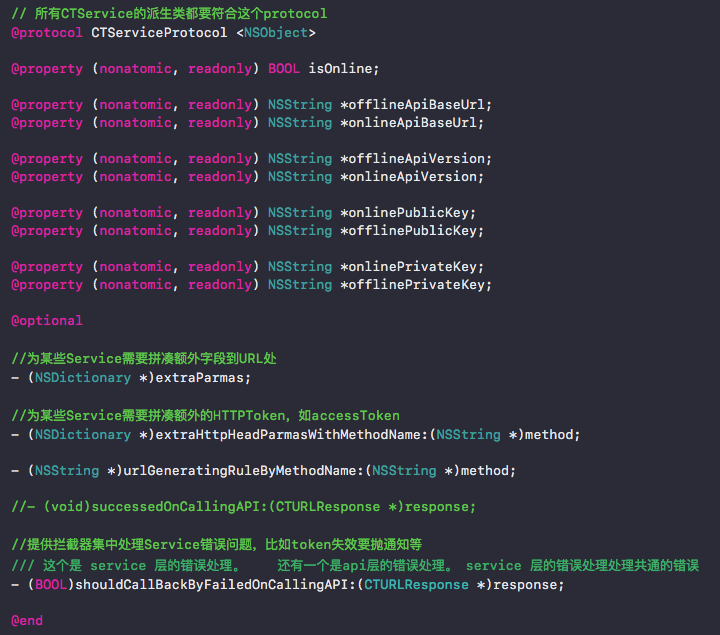 // 所有CTService的派生类都要符合这个protocol
@protocol CTServiceProtocol <NSObject>
@property (nonatomic, readonly) BOOL isOnline;
@property (nonatomic, readonly) NSString *offlineApiBaseUrl;
@property (nonatomic, readonly) NSString *onlineApiBaseUrl;
@property (nonatomic, readonly) NSString *offlineApiVersion;
@property (nonatomic, readonly) NSString *onlineApiVersion;
@property (nonatomic, readonly) NSString *onlinePublicKey;
@property (nonatomic, readonly) NSString *offlinePublicKey;
@property (nonatomic, readonly) NSString *onlinePrivateKey;
@property (nonatomic, readonly) NSString *offlinePrivateKey;
@optional
//为某些Service需要拼凑额外字段到URL处
- (NSDictionary *)extraParmas;
//为某些Service需要拼凑额外的HTTPToken，如accessToken
- (NSDictionary *)extraHttpHeadParmasWithMethodName:(NSString *)method;
- (NSString *)urlGeneratingRuleByMethodName:(NSString *)method;
//- (void)successedOnCallingAPI:(CTURLResponse *)response;
//提供拦截器集中处理Service错误问题，比如token失效要抛通知等
/// 这个是 service 层的错误处理。    还有一个是api层的错误处理。 service 层的错误处理处理共通的错误
- (BOOL)shouldCallBackByFailedOnCallingAPI:(CTURLResponse *)response;
@end